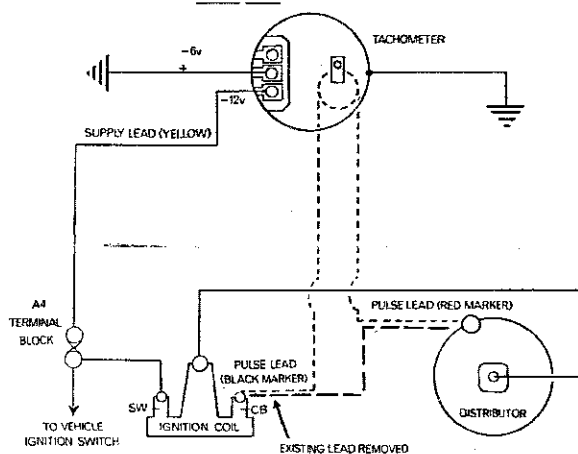 TACHOMETER
-6v
+
-12v
SUPPLY LEAD (YELLOW)
A4
TERMINAL
BLOCK
PULSE LEAD (RED MARKER)
PULSE LEAD
(BLACK MARKER)
SW
CB
IGNITION COIL
DISTRIBUTOR
TO VEHICLE
IGNITION SWITCH
EXISTING LEAD REMOVED